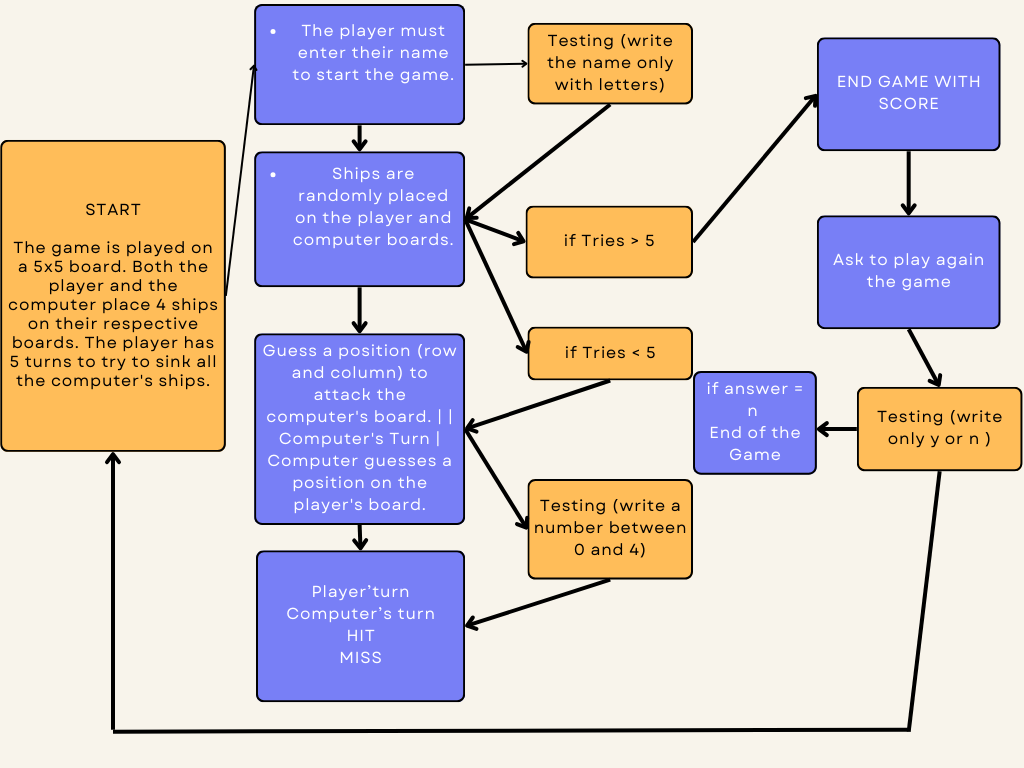 START
The game is played on
a 5x5 board. Both the
player and the
computer place 4 ships
on their respective
boards. The player has
5 turns to try to sink all
the computer's ships.
• The player must
enter their name
to start the game.
Testing (write
the name only
with letters)
• Ships are
randomly placed
on the player and
computer boards.
if Tries > 5
if Tries < 5
Guess a position (row
and column) to
attack the
computer's board. ||
Computer's Turn |
Computer guesses a
position on the
player's board.
Testing (write a
number between
0 and 4)
Player’turn
Computer’s turn
HIT
MISS
END GAME WITH
SCORE
Ask to play again
the game
Testing (write
only y or n )
if answer =
n
End of the
Game